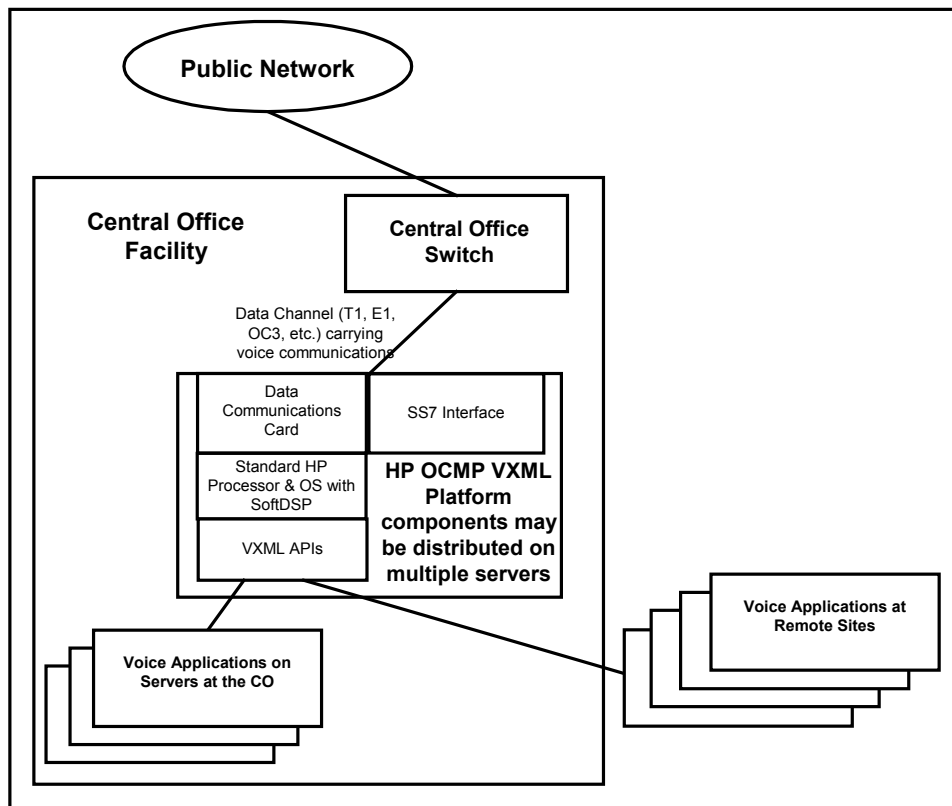 Public Network
Central Office
Facility
Central Office
Switch
Data Channel (T1, E1,
OC3, etc.) carrying
voice communications
Data
Communications
Card
SS7 Interface
Standard HP
Processor & OS with
SoftDSP
VXML APIs
HP OCMP VXML
Platform
components may
be distributed on
multiple servers
Voice Applications on
Servers at the CO
Voice Applications at
Remote Sites